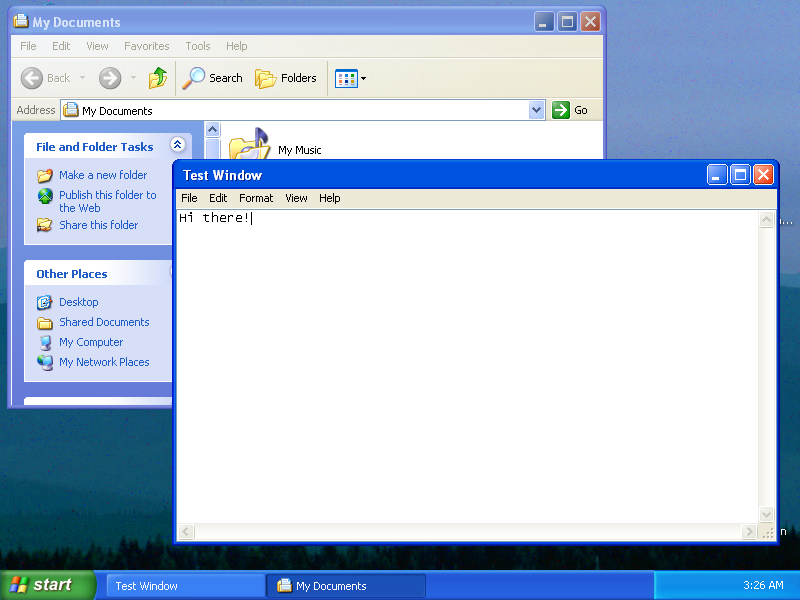 My Documents
File Edit View Favorites Tools Help
Back Search Folders
Address My Documents Go
File and Folder Tasks
Make a new folder
Publish this folder to
the Web
Share this folder
Other Places
Desktop
Shared Documents
My Computer
My Network Places
My Music
Test Window
File Edit Format View Help
Hi there!
start Test Window My Documents 3:26 AM